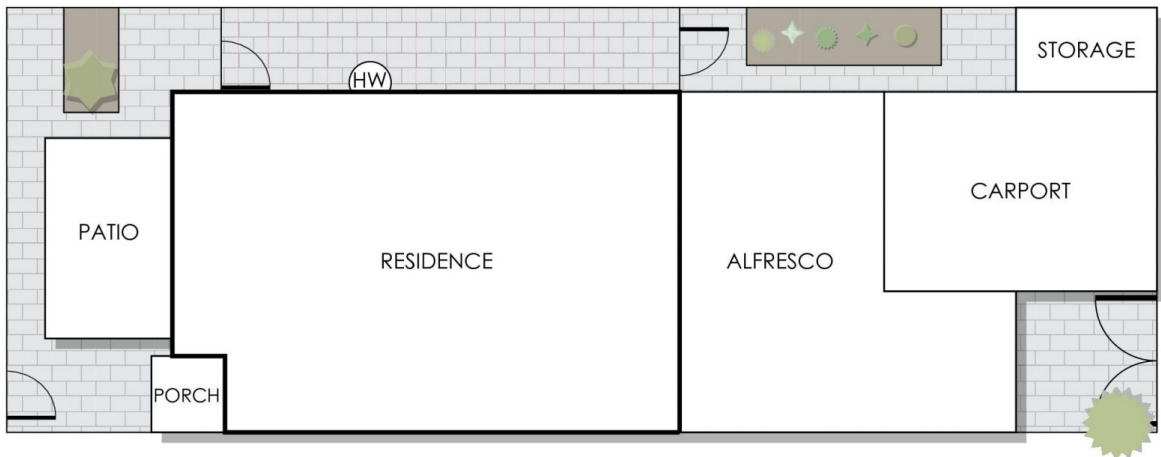 STORAGE
HW
CARPORT
PATIO
RESIDENCE
ALFRESCO
PORCH